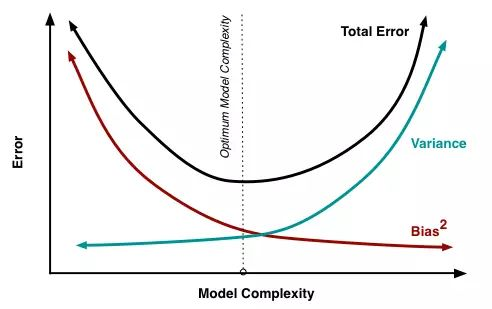 Total Error
Optimum Model Complexity
Variance
Error
Bias²
Model Complexity